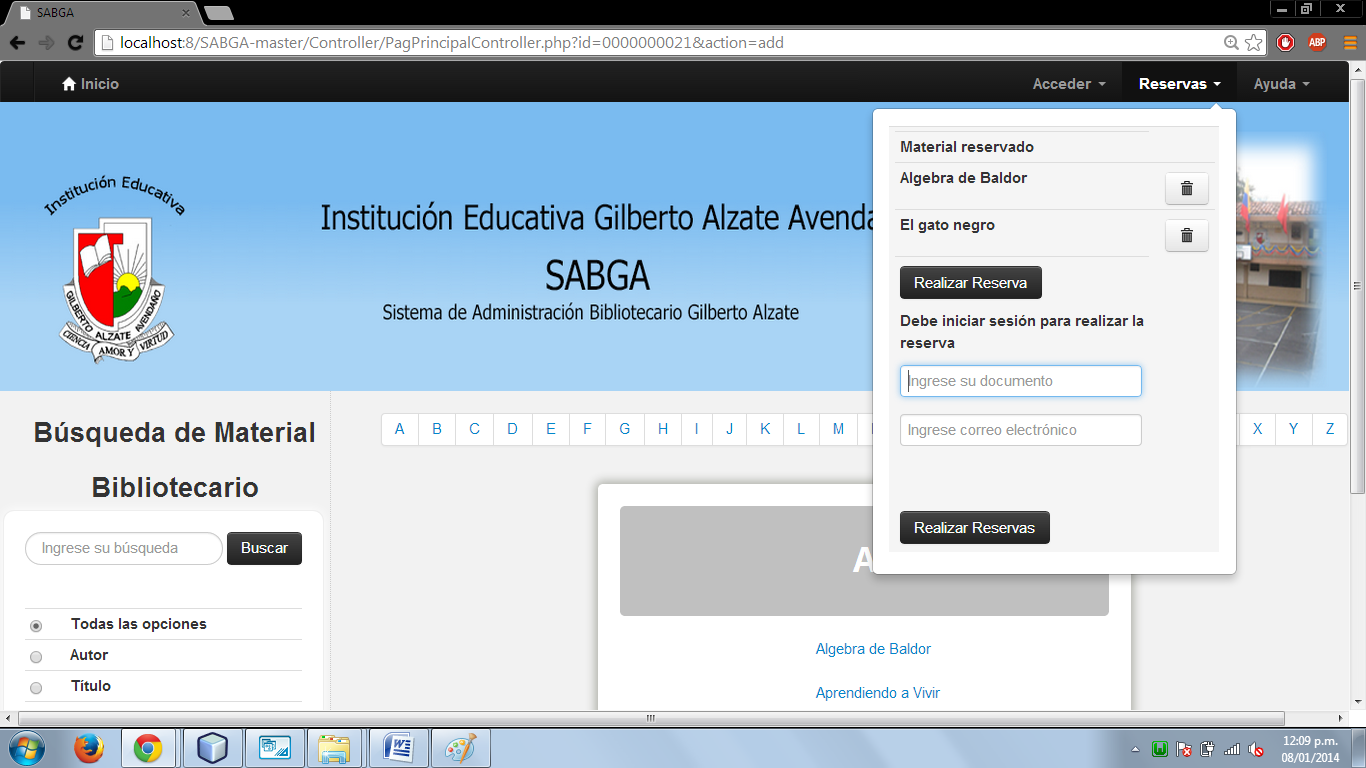 SABGA
localhost:8/SABGA-master/Controller/PagPrincipalController.php?id=0000000021&action=add
ABP
Inicio
Acceder
Reservas
Ayuda
Institución Educativa
GILBERTO ALZATE AVENDAÑO
CIENCIA AMOR Y VIRTUD
Institución Educativa Gilberto Alzate Avenda
SABGA
Sistema de Administración Bibliotecario Gilberto Alzate
Material reservado
Algebra de Baldor
El gato negro
Realizar Reserva
Debe iniciar sesión para realizar la
reserva
Ingrese su documento
Ingrese correo electrónico
Realizar Reservas
Búsqueda de Material
Bibliotecario
Ingrese su búsqueda
Buscar
Todas las opciones
Autor
Título
A B C D E F G H I J K L M X Y Z
A
Algebra de Baldor
Aprendiendo a Vivir
12:09 p.m.
08/01/2014